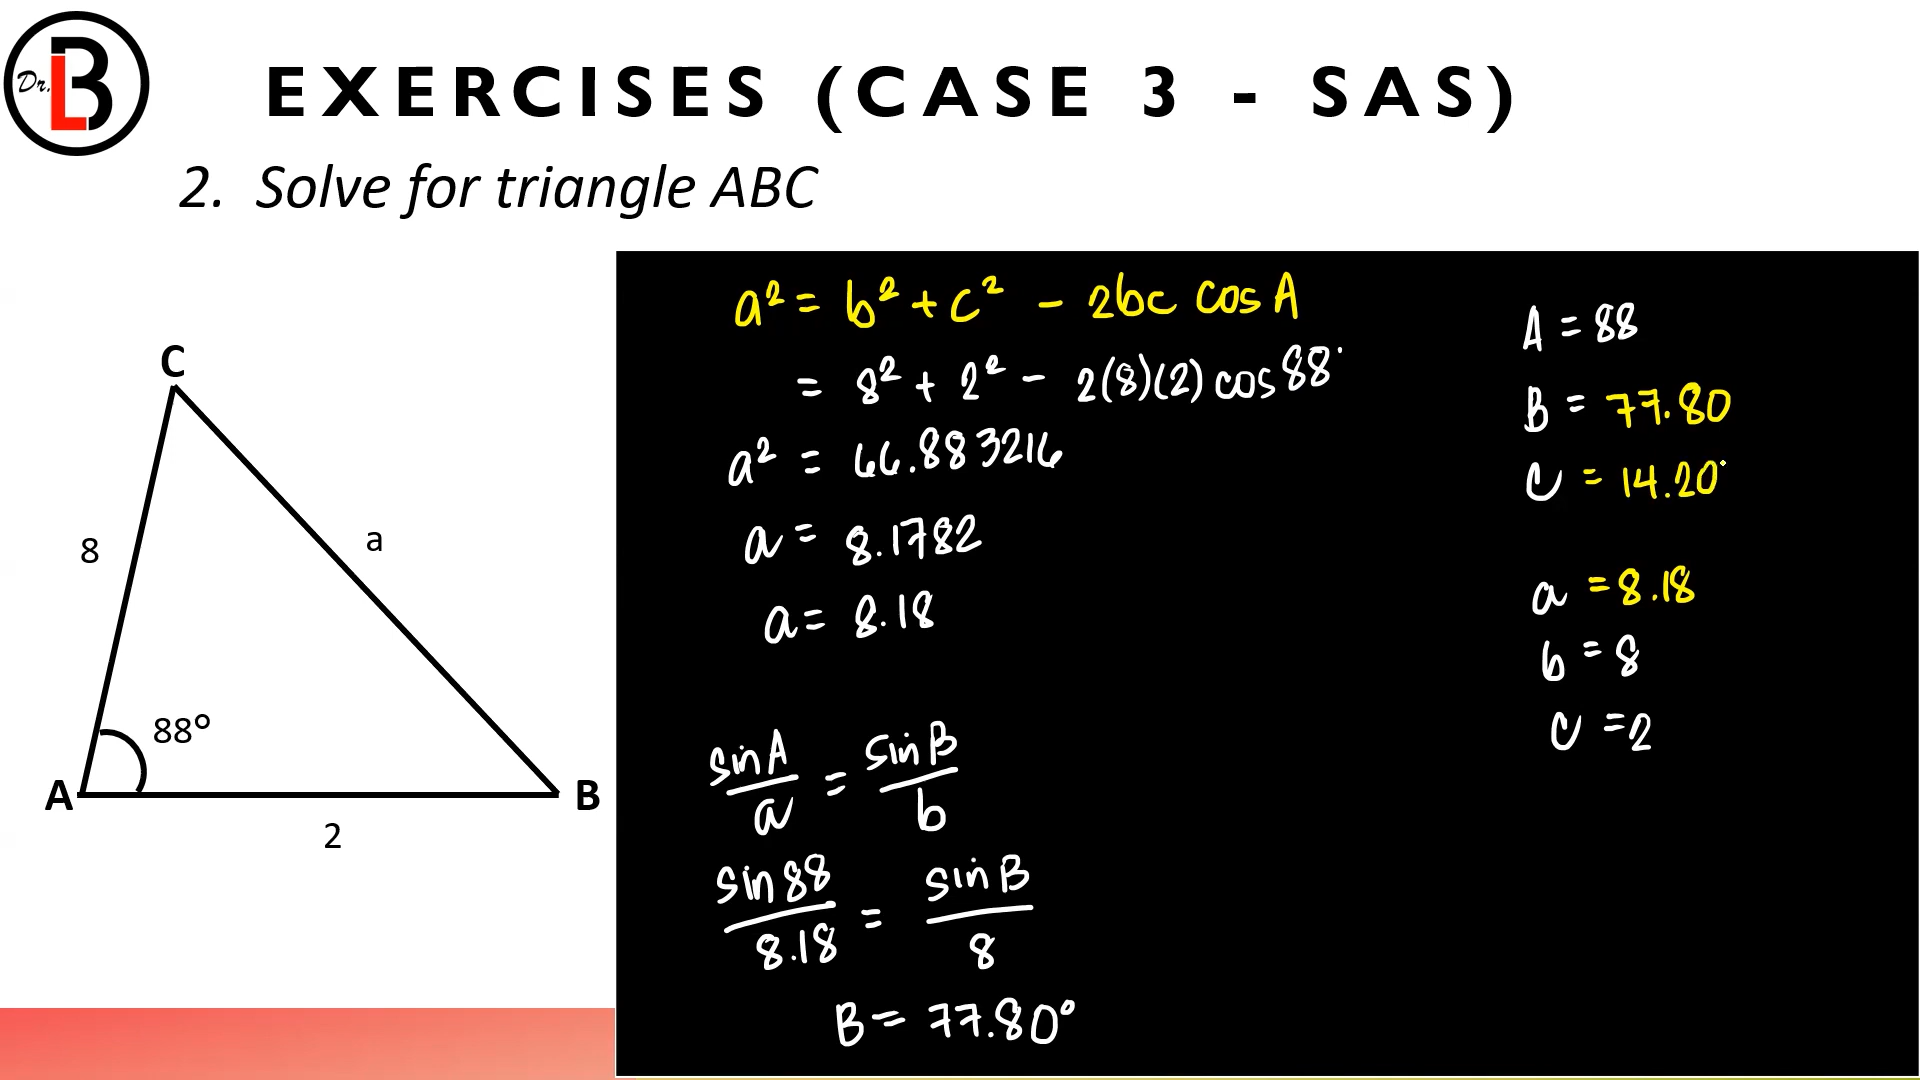 Dr. LB
EXERCISES (CASE 3 - SAS)
2. Solve for triangle ABC
C
8
a
88°
A
B
2
a² = b² + c² - 2bc cos A
= 8² + 2² - 2(8)(2) cos 88°
a² = 66.883216
a = 8.1782
a = 8.18
sin A / a = sin B / b
sin 88 / 8.18 = sin B / 8
B = 77.80°
A = 88
B = 77.80
C = 14.20°
a = 8.18
b = 8
c = 2